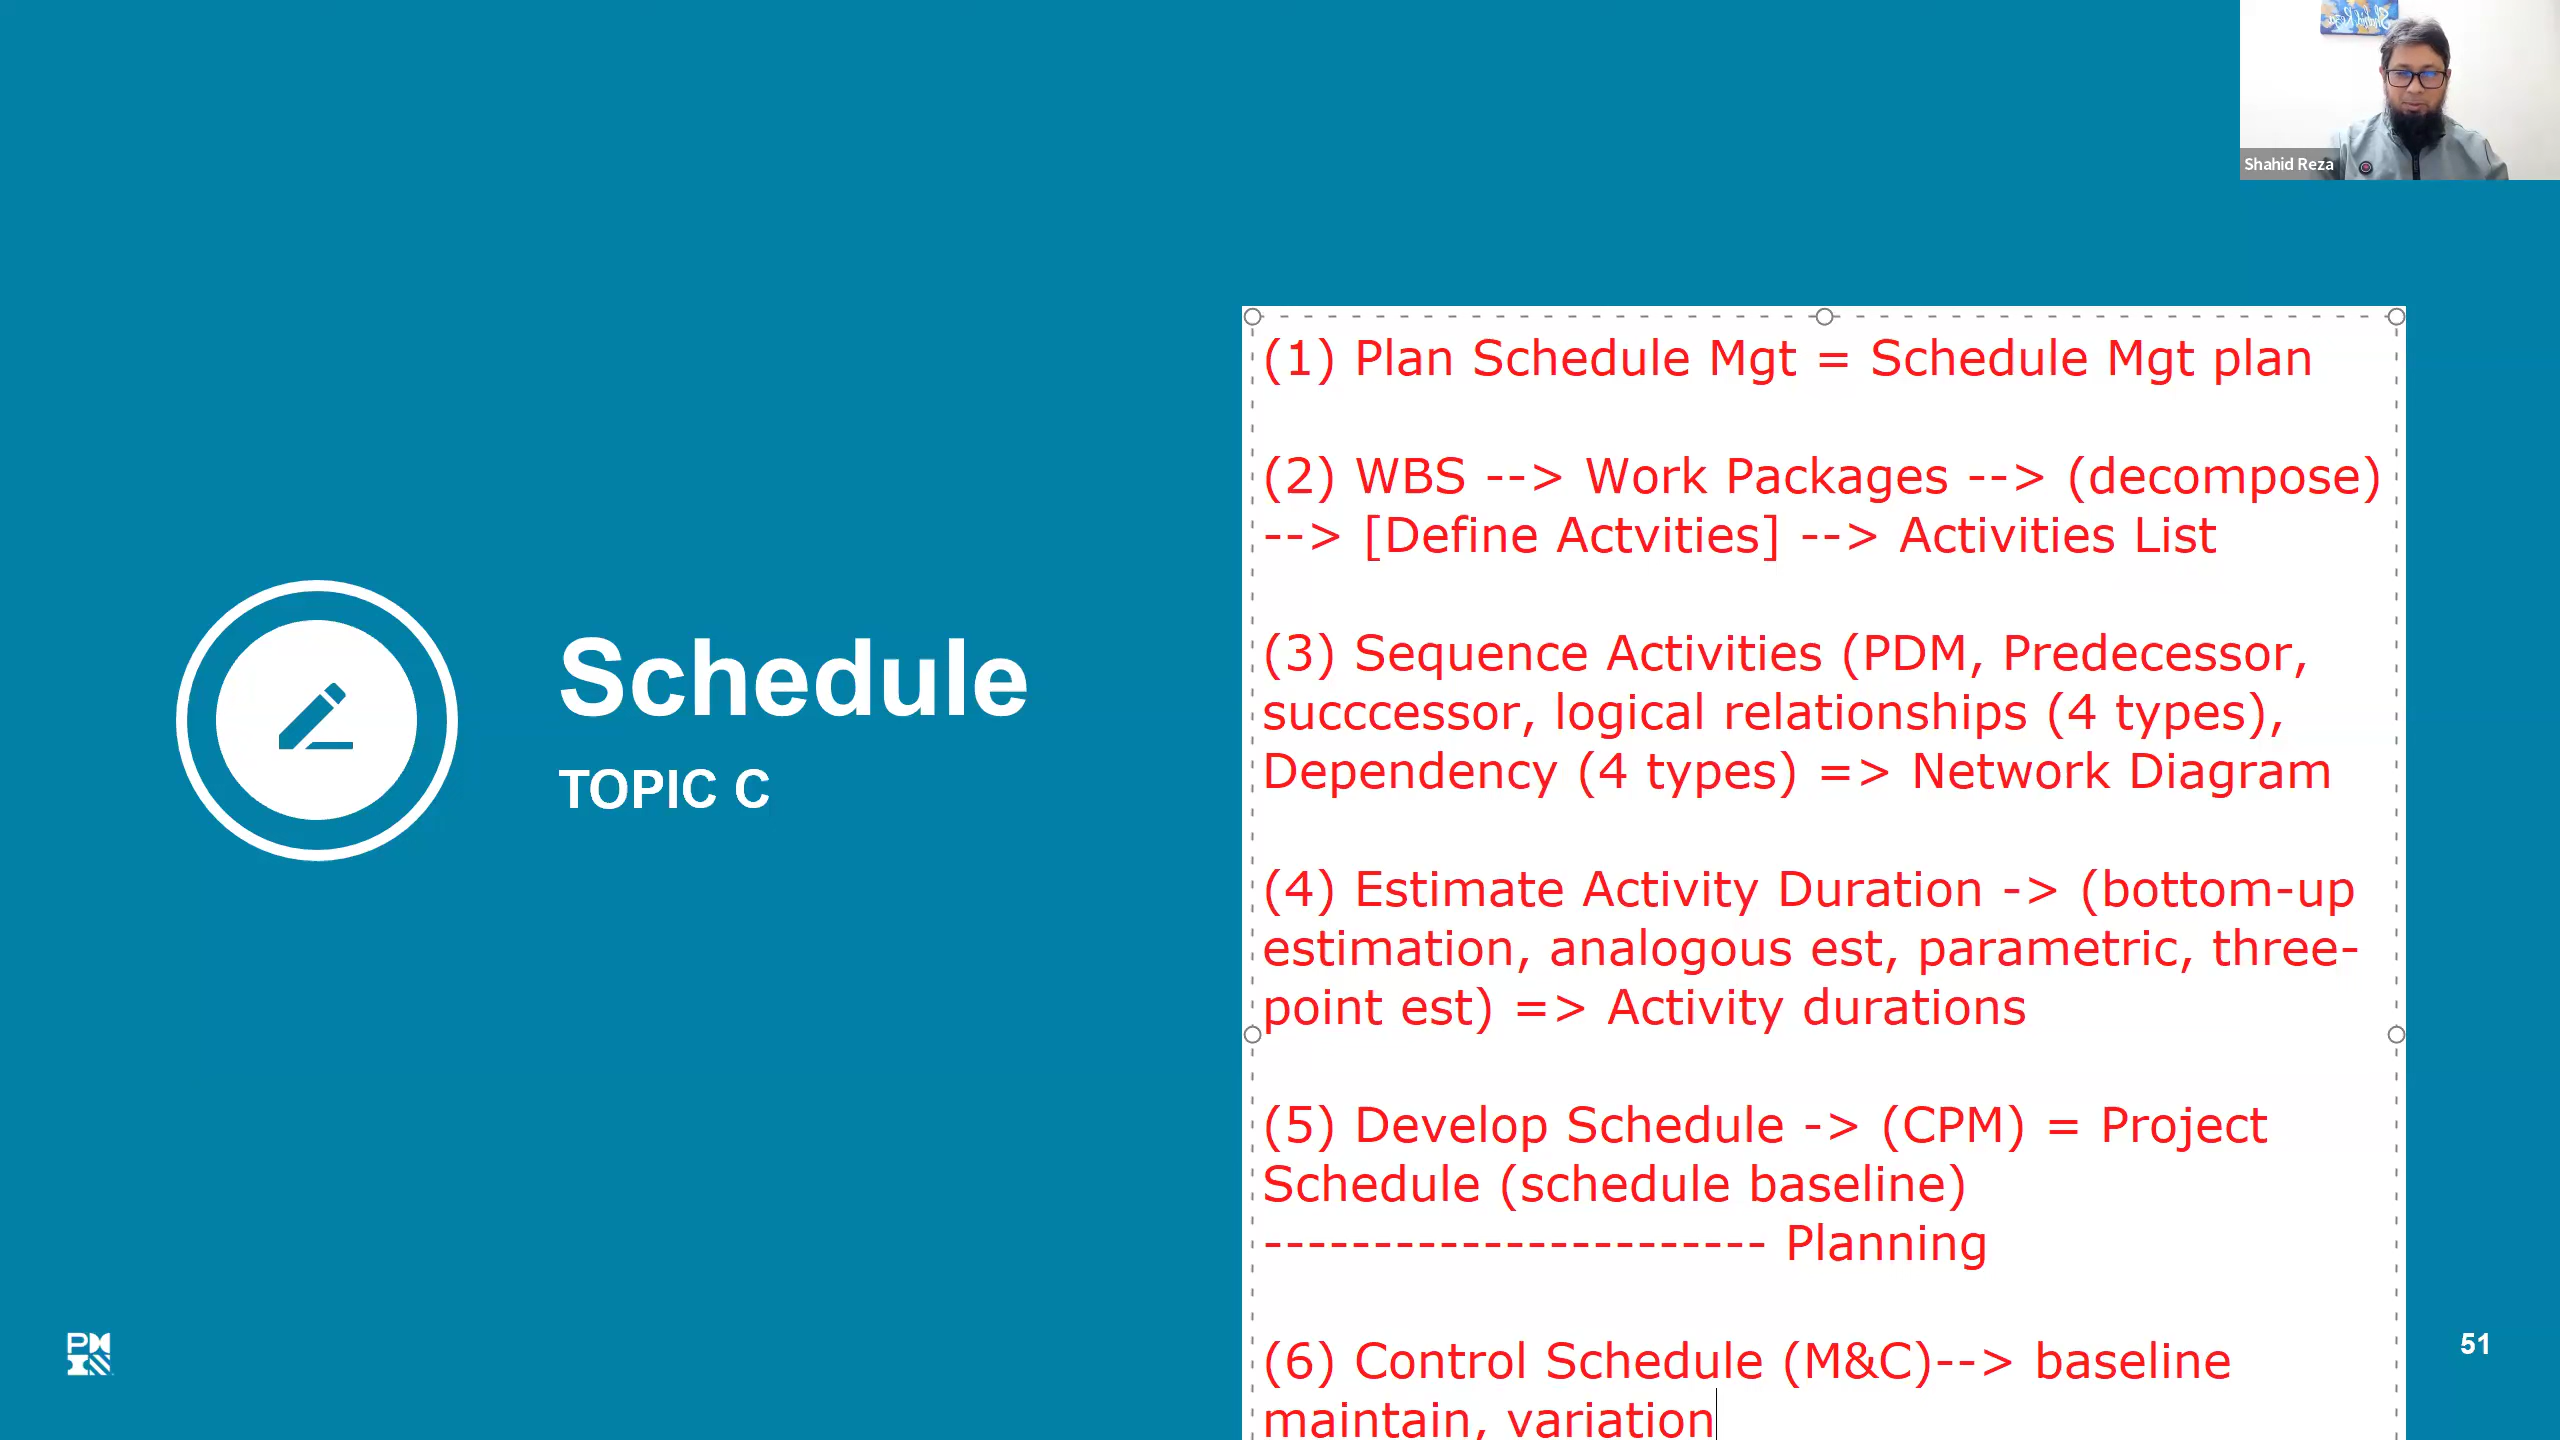 Shahid Reza
Schedule
TOPIC C
(1) Plan Schedule Mgt = Schedule Mgt plan
(2) WBS --> Work Packages --> (decompose)
--> [Define Actvities] --> Activities List
(3) Sequence Activities (PDM, Predecessor,
succcessor, logical relationships (4 types),
Dependency (4 types) => Network Diagram
(4) Estimate Activity Duration -> (bottom-up
estimation, analogous est, parametric, three-
point est) => Activity durations
(5) Develop Schedule -> (CPM) = Project
Schedule (schedule baseline)
----------------------- Planning
(6) Control Schedule (M&C)--> baseline
maintain, variation
51